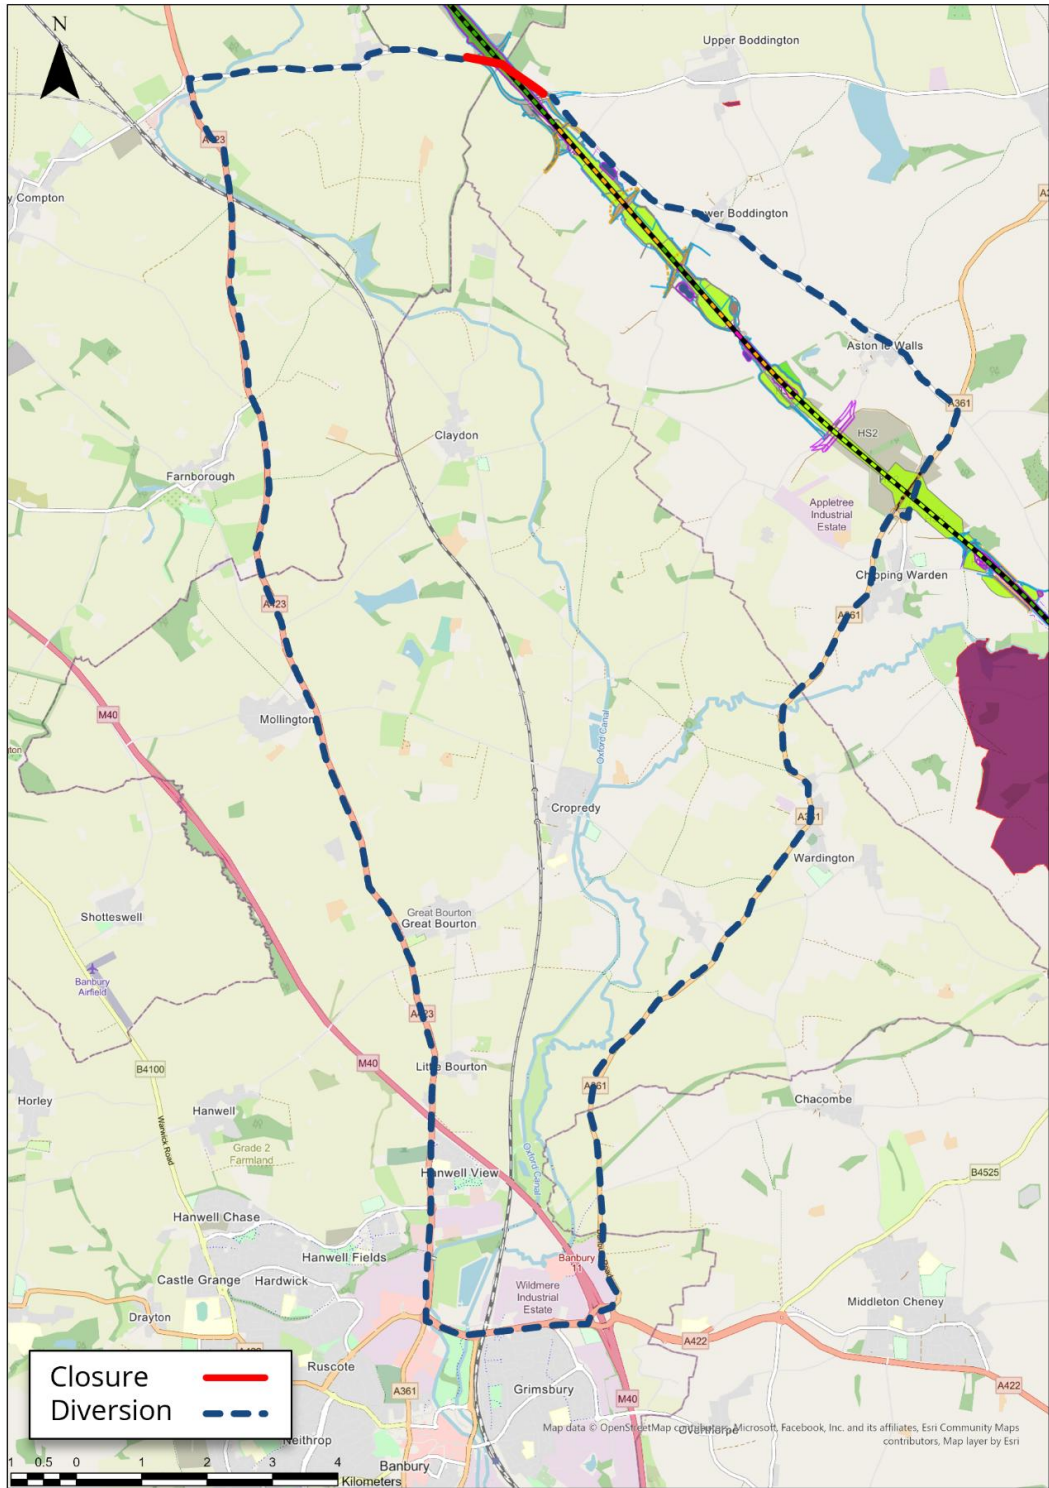 N
Upper Boddington
A423
y Compton
Lower Boddington
Aston le Walls
A361
HS2
Claydon
Farnborough
Appletree
Industrial
Estate
Chipping Warden
A423
A361
M40
Mollington
Oxford Canal
Cropredy
A361
Wardington
Shotteswell
Great Bourton
Great Bourton
Banbury
Airfield
A423
B4100
M40
Little Bourton
A361
Horley
Hanwell
Chacombe
Warwick Road
Grade 2
Farmland
Oxford Canal
B4525
Hanwell View
Hanwell Chase
Hanwell Fields
Banbury
11
Castle Grange
Hardwick
Wildmere
Industrial
Estate
Middleton Cheney
Drayton
A422
Ruscote
A422
A361
Grimsbury
M40
Closure
Diversion
Map data © OpenStreetMap contributors, Microsoft, Facebook, Inc. and its affiliates, Esri Community Maps
contributors, Map layer by Esri
Overthorpe
Neithrop
Banbury
1 0.5 0 1 2 3 4
Kilometers